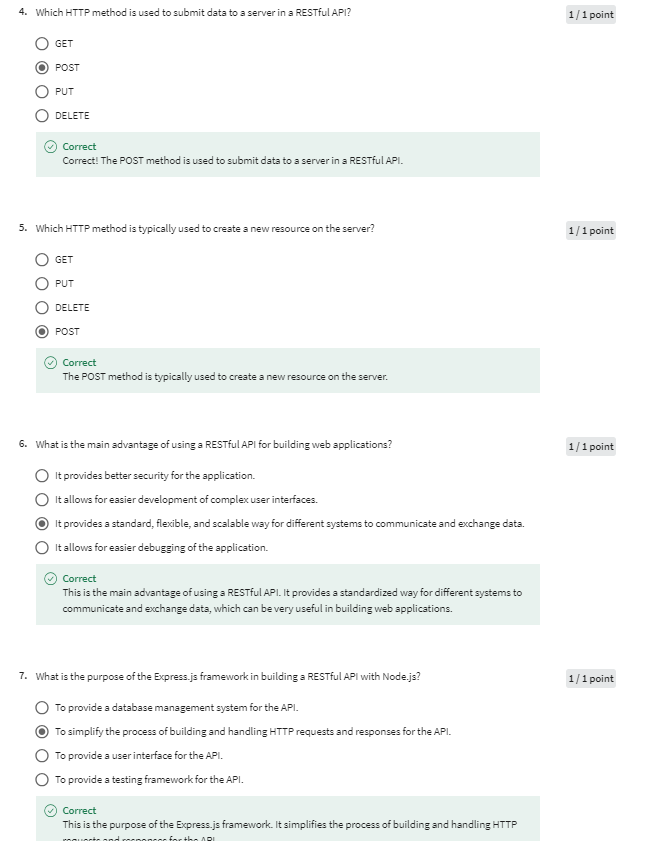 4. Which HTTP method is used to submit data to a server in a RESTful API?
1 / 1 point
GET
POST
PUT
DELETE
Correct
Correct! The POST method is used to submit data to a server in a RESTful API.
5. Which HTTP method is typically used to create a new resource on the server?
1 / 1 point
GET
PUT
DELETE
POST
Correct
The POST method is typically used to create a new resource on the server.
6. What is the main advantage of using a RESTful API for building web applications?
1 / 1 point
It provides better security for the application.
It allows for easier development of complex user interfaces.
It provides a standard, flexible, and scalable way for different systems to communicate and exchange data.
It allows for easier debugging of the application.
Correct
This is the main advantage of using a RESTful API. It provides a standardized way for different systems to
communicate and exchange data, which can be very useful in building web applications.
7. What is the purpose of the Express.js framework in building a RESTful API with Node.js?
1 / 1 point
To provide a database management system for the API.
To simplify the process of building and handling HTTP requests and responses for the API.
To provide a user interface for the API.
To provide a testing framework for the API.
Correct
This is the purpose of the Express.js framework. It simplifies the process of building and handling HTTP
requests and responses for the API.